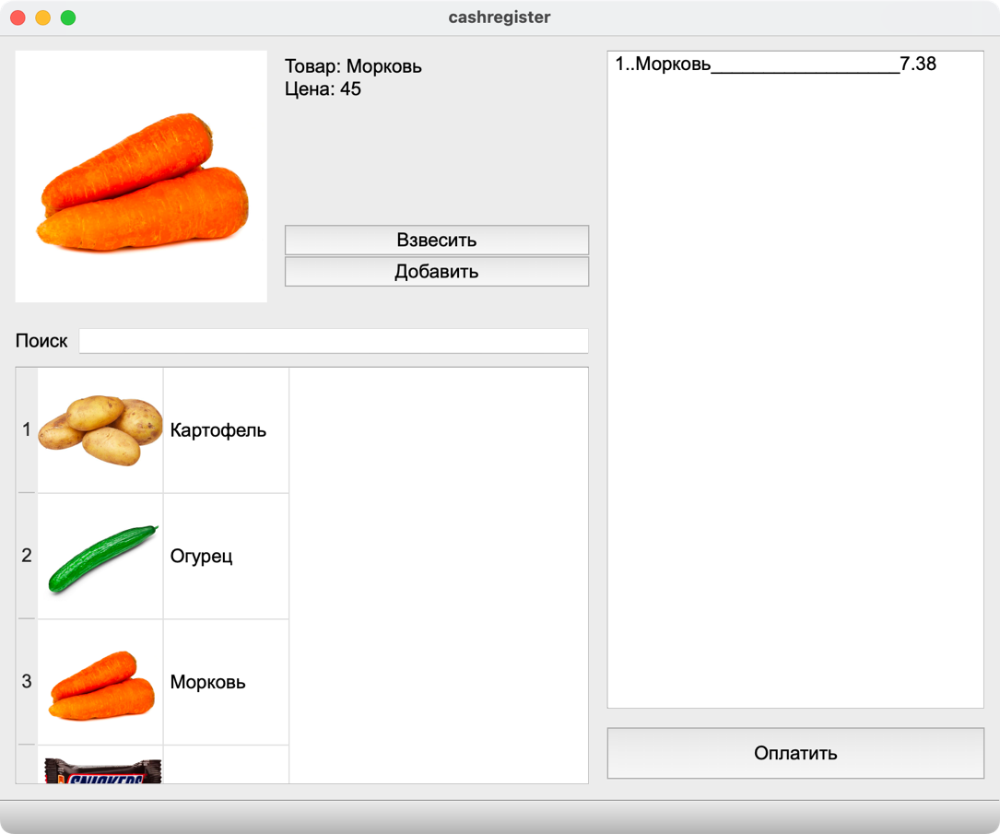 cashregister
Товар: Морковь
Цена: 45
Взвесить
Добавить
Поиск
1 Картофель
2 Огурец
3 Морковь
SNICKERS
1..Морковь___________________7.38
Оплатить